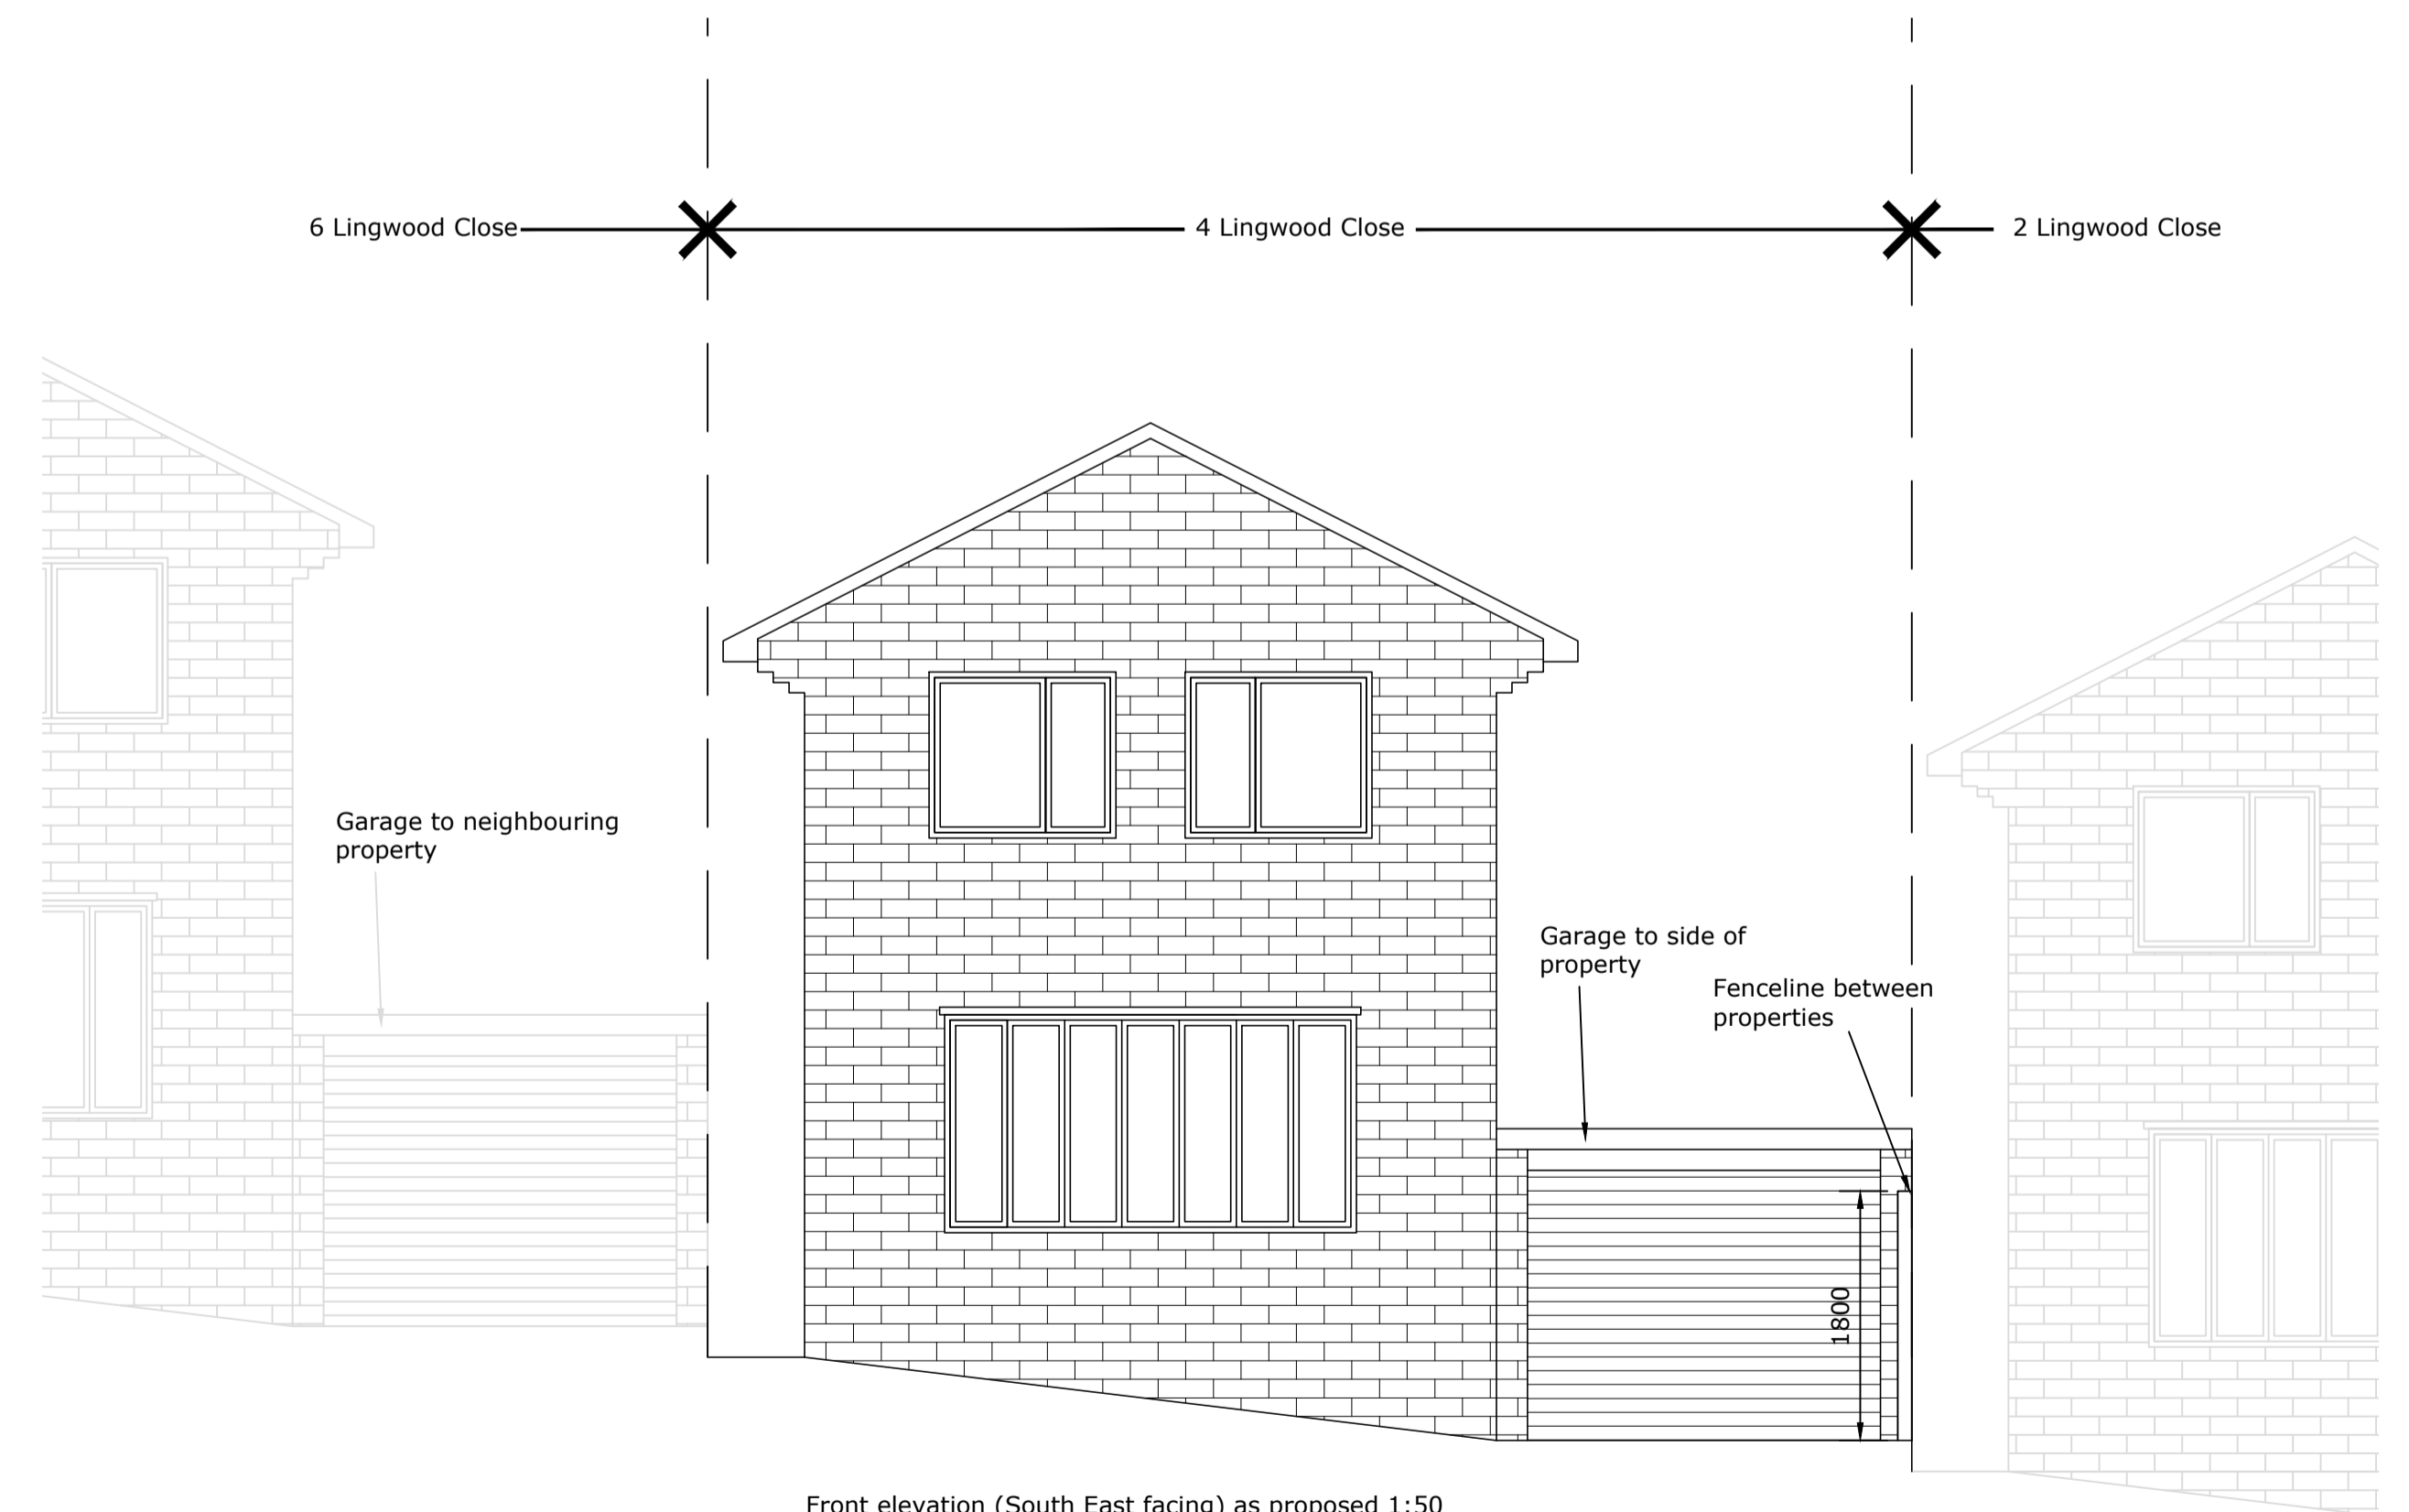 6 Lingwood Close
4 Lingwood Close
2 Lingwood Close
Garage to neighbouring
property
Garage to side of
property
Fenceline between
properties
1800
Front elevation (South East facing) as proposed 1:50